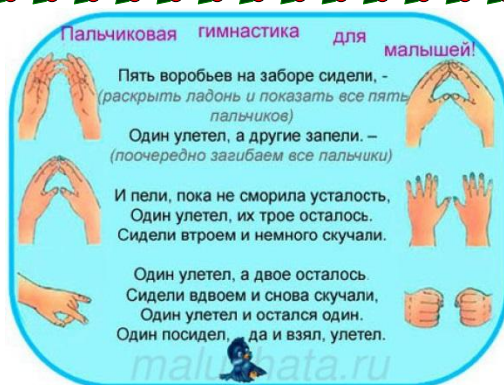 Пальчиковая гимнастика для малышей!
Пять воробьев на заборе сидели, -
(раскрыть ладонь и показать все пять
пальчиков)
Один улетел, а другие запели. –
(поочередно загибаем все пальчики)
И пели, пока не сморила усталость,
Один улетел, их трое осталось.
Сидели втроем и немного скучали.
Один улетел, а двое осталось.
Сидели вдвоем и снова скучали,
Один улетел и остался один.
Один посидел, да и взял, улетел.